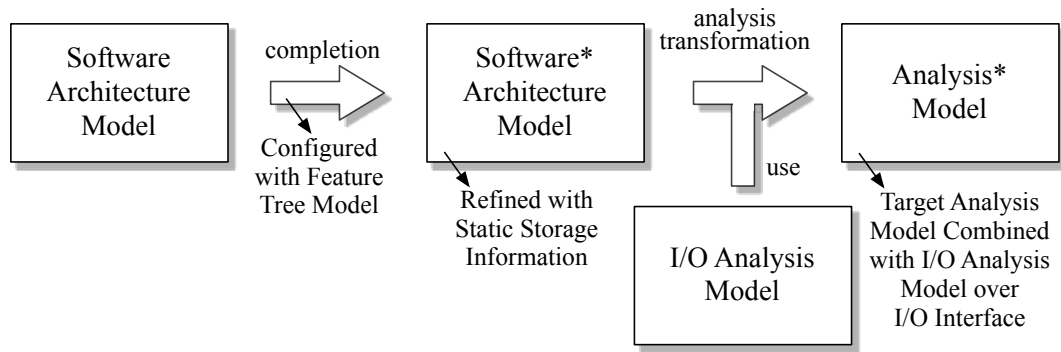 Software
Architecture
Model
completion
Configured
with Feature
Tree Model
Software*
Architecture
Model
Refined with
Static Storage
Information
analysis
transformation
use
I/O Analysis
Model
Analysis*
Model
Target Analysis
Model Combined
with I/O Analysis
Model over
I/O Interface